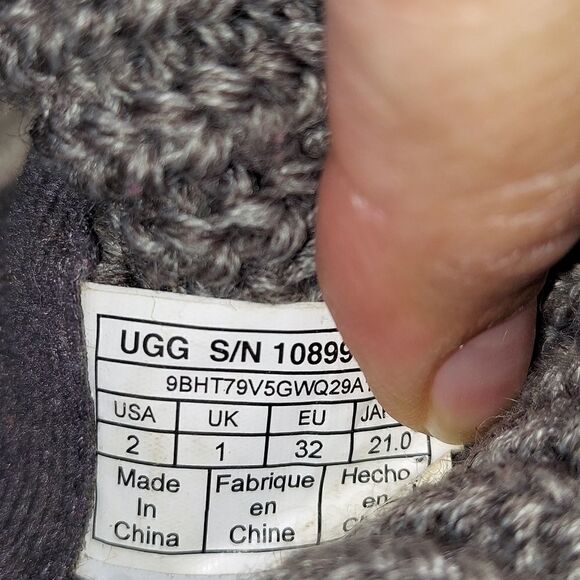 UGG S/N 10899
9BHT79V5GWQ29A
USA UK EU
2 1 32 21.0
Made Fabrique Hecho
In en en
China Chine